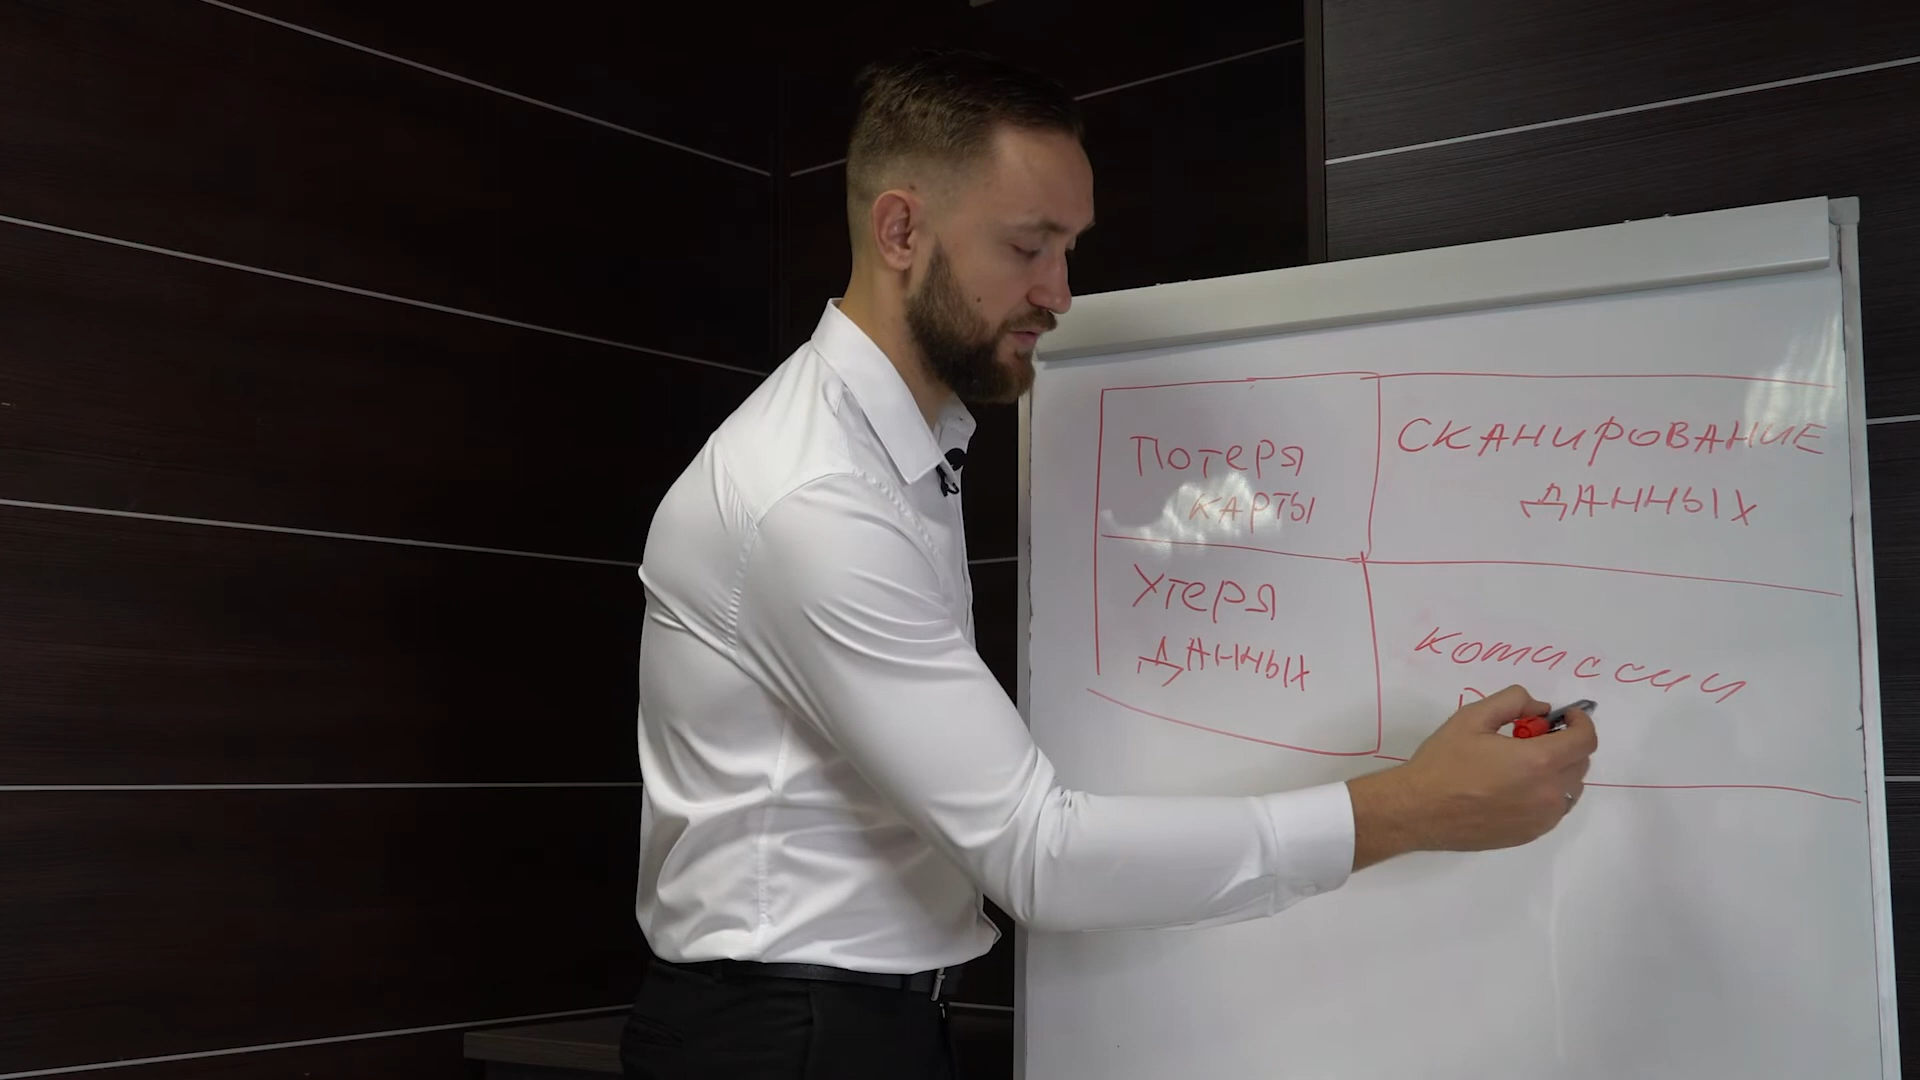 Потеря
карты
СКАНИРОВАНИЕ
ДАННЫХ
Утеря
ДАННЫХ
комиссии